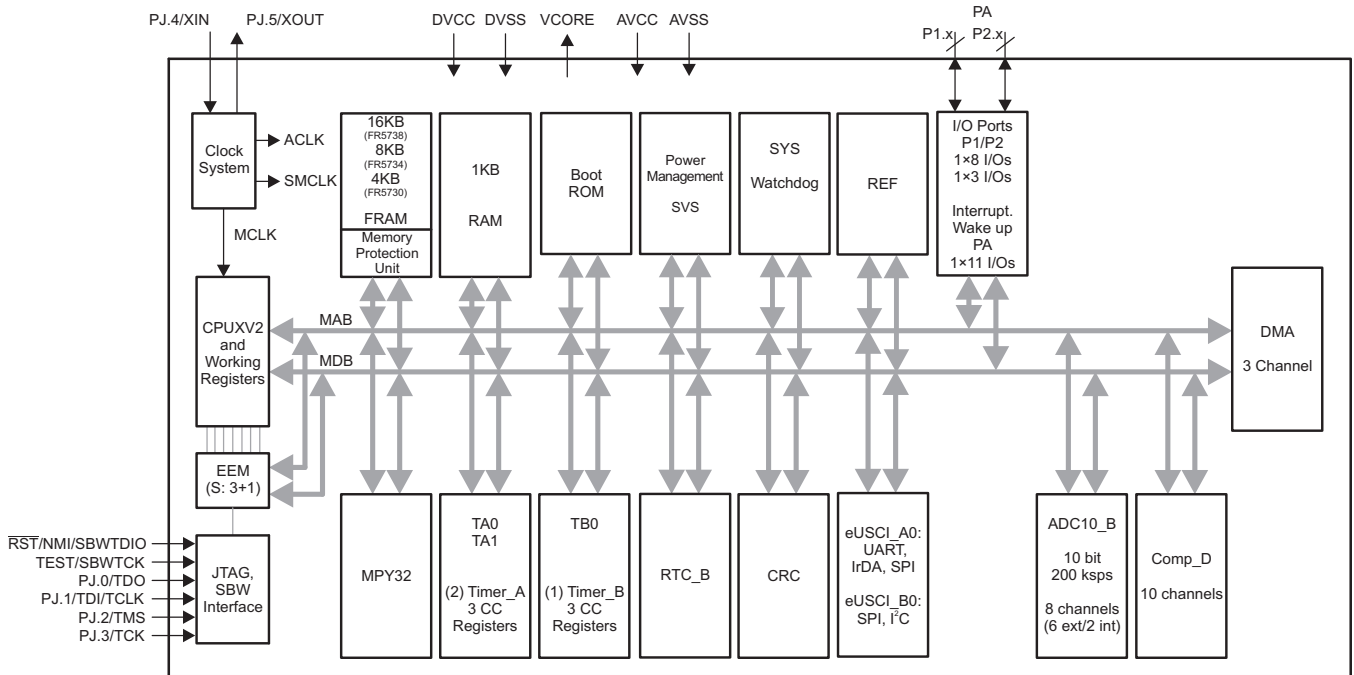 PJ.4/XIN
PJ.5/XOUT
DVCC
DVSS
VCORE
AVCC
AVSS
PA
P1.x
P2.x
Clock
System
ACLK
SMCLK
MCLK
16KB
(FR5738)
8KB
(FR5734)
4KB
(FR5730)
FRAM
Memory
Protection
Unit
1KB
RAM
Boot
ROM
Power
Management
SVS
SYS
Watchdog
REF
I/O Ports
P1/P2
1×8 I/Os
1×3 I/Os
Interrupt.
Wake up
PA
1×11 I/Os
CPUXV2
and
Working
Registers
MAB
MDB
DMA
3 Channel
EEM
(S: 3+1)
RST/NMI/SBWTDIO
TEST/SBWTCK
PJ.0/TDO
PJ.1/TDI/TCLK
PJ.2/TMS
PJ.3/TCK
JTAG,
SBW
Interface
MPY32
TA0
TA1
(2) Timer_A
3 CC
Registers
TB0
(1) Timer_B
3 CC
Registers
RTC_B
CRC
eUSCI_A0:
UART,
IrDA, SPI
eUSCI_B0:
SPI, I²C
ADC10_B
10 bit
200 ksps
8 channels
(6 ext/2 int)
Comp_D
10 channels